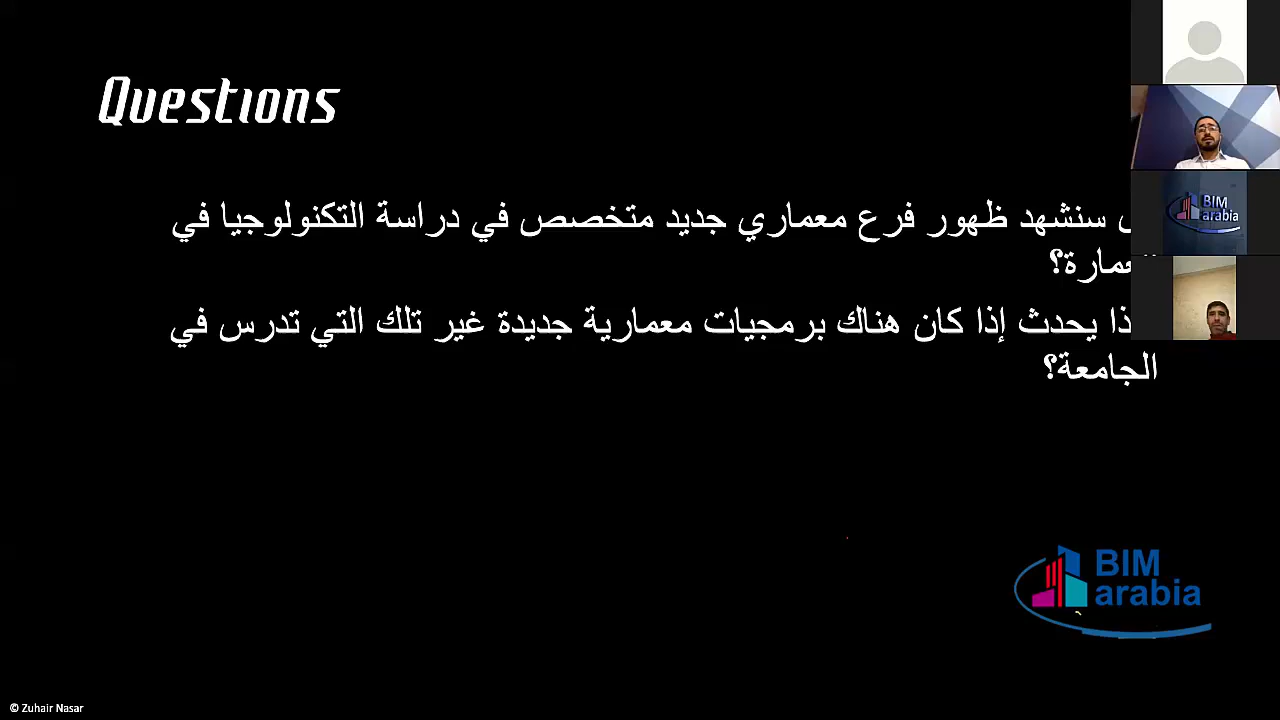 Questions
سنشهد ظهور فرع معماري جديد متخصص في دراسة التكنولوجيا في
العمارة؟
يحدث إذا كان هناك برمجيات معمارية جديدة غير تلك التي تدرس في
الجامعة؟
BIM
arabia
BIM
arabia
© Zuhair Nasar